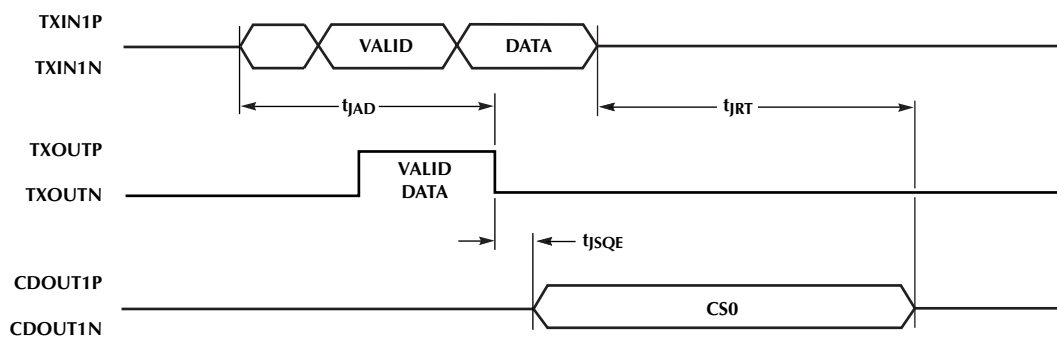 TXIN1P
VALID DATA
TXIN1N
tJAD tJRT
TXOUTP
VALID
DATA
TXOUTN
tJSQE
CDOUT1P
CS0
CDOUT1N